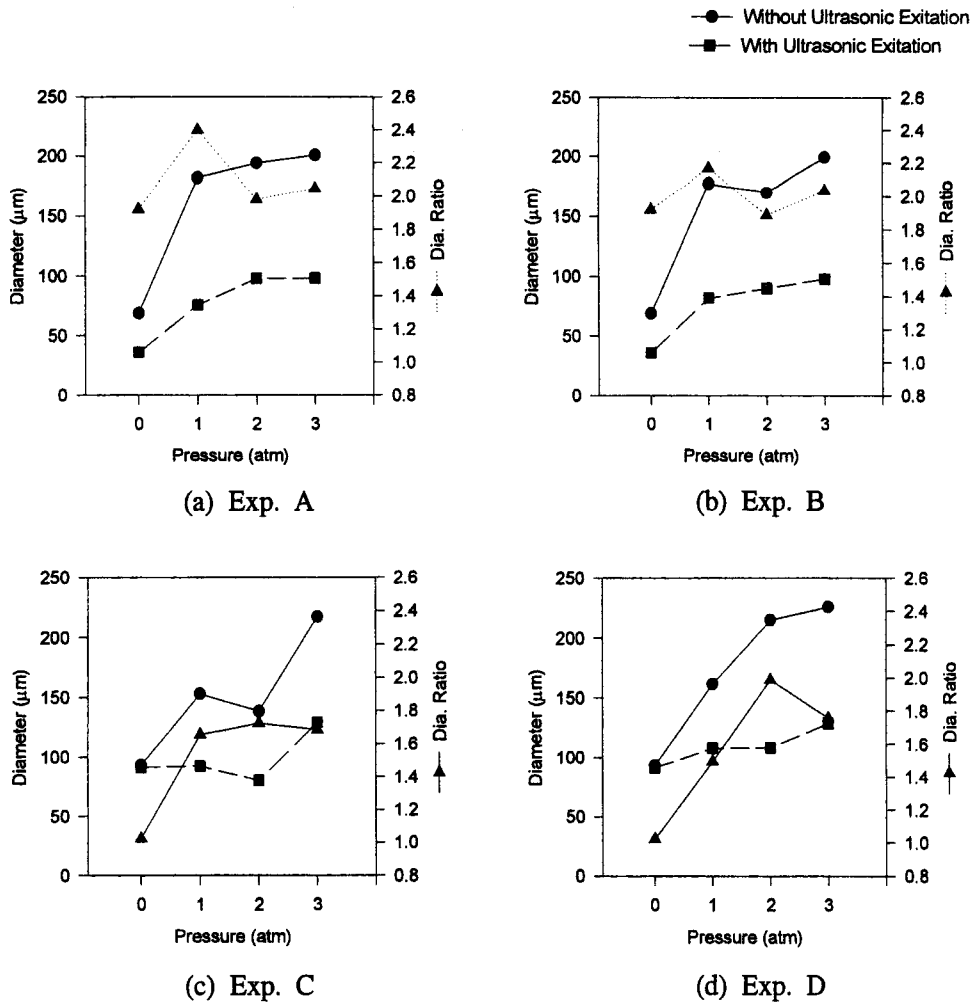 Without Ultrasonic Exitation
With Ultrasonic Exitation
250
200
150
100
50
0
Diameter (μm)
2.6
2.4
2.2
2.0
1.8
1.6
1.4
1.2
1.0
0.8
Dia. Ratio
0 1 2 3
Pressure (atm)
(a) Exp. A
250
200
150
100
50
0
Diameter (μm)
2.6
2.4
2.2
2.0
1.8
1.6
1.4
1.2
1.0
0.8
Dia. Ratio
0 1 2 3
Pressure (atm)
(b) Exp. B
250
200
150
100
50
0
Diameter (μm)
2.6
2.4
2.2
2.0
1.8
1.6
1.4
1.2
1.0
0.8
Dia. Ratio
0 1 2 3
Pressure (atm)
(c) Exp. C
250
200
150
100
50
0
Diameter (μm)
2.6
2.4
2.2
2.0
1.8
1.6
1.4
1.2
1.0
0.8
Dia. Ratio
0 1 2 3
Pressure (atm)
(d) Exp. D